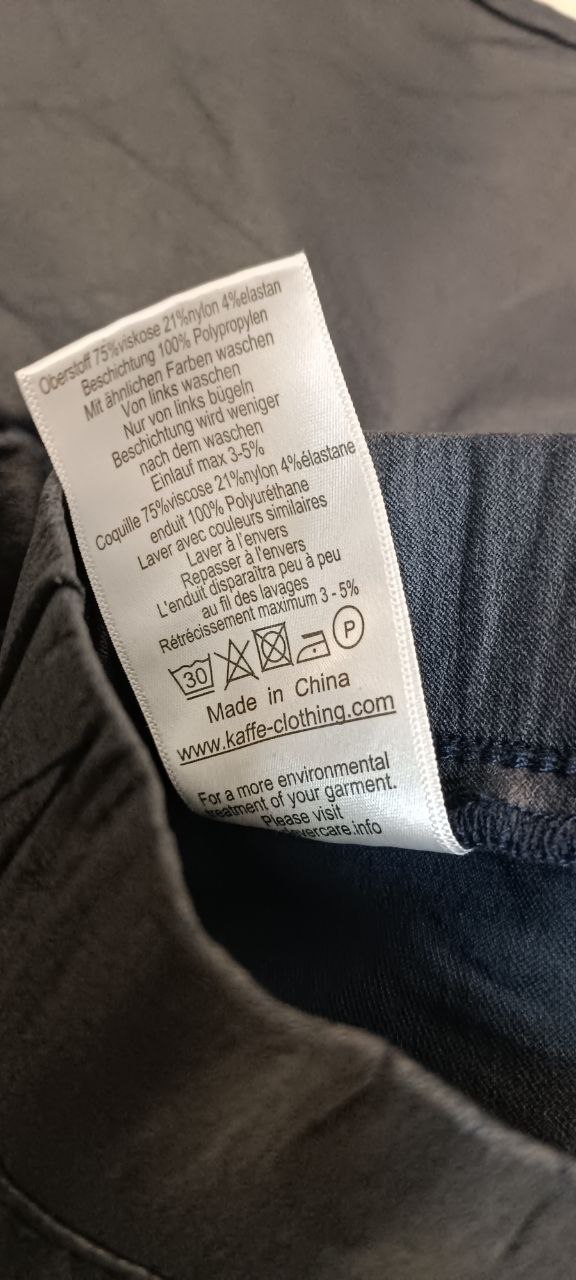 Oberstoff 75%viskose 21%nylon 4%elastan
Beschichtung 100% Polypropylen
Mit ähnlichen Farben waschen
Von links waschen
Nur von links bügeln
Beschichtung wird weniger
nach dem waschen
Einlauf max 3-5%
Coquille 75%viscose 21%nylon 4%élastane
enduit 100% Polyuréthane
Laver avec couleurs similaires
Laver à l'envers
Repasser à l'envers
L'enduit disparaîtra peu à peu
au fil des lavages
Rétrécissement maximum 3 - 5%
30 P
Made in China
www.kaffe-clothing.com
For a more environmental
treatment of your garment.
Please visit